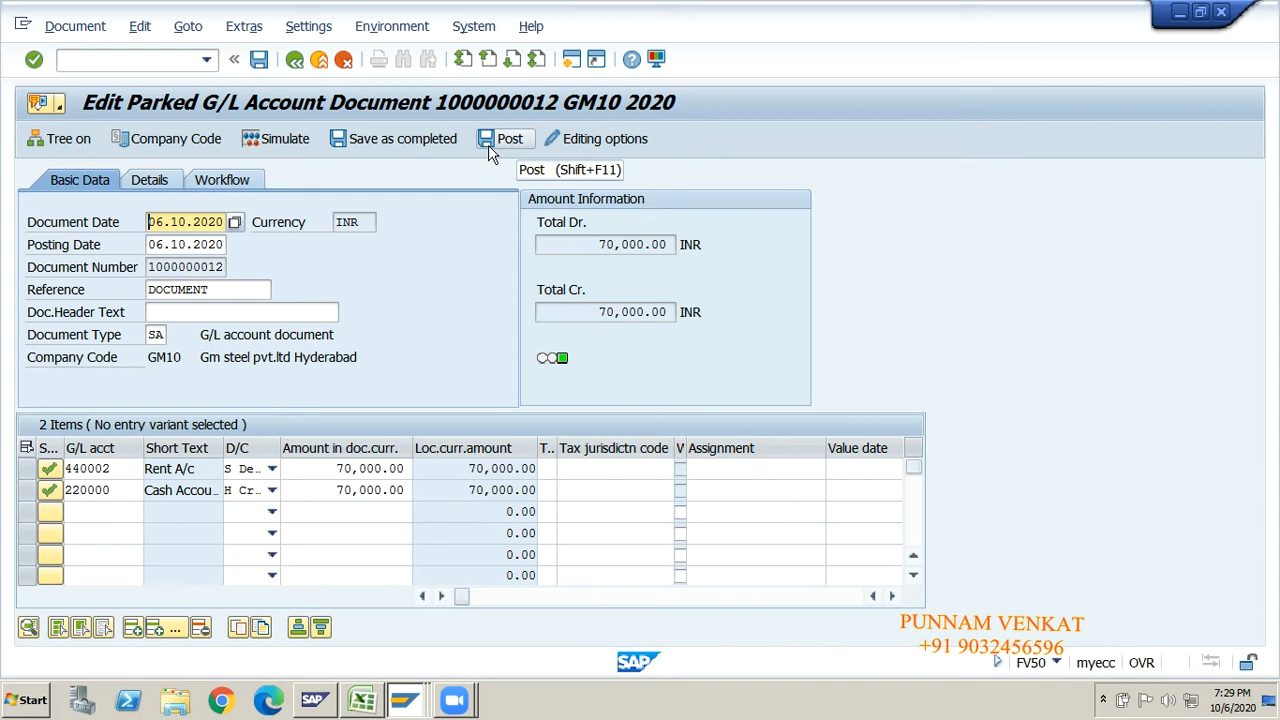 Document Edit Goto Extras Settings Environment System Help
«
Edit Parked G/L Account Document 1000000012 GM10 2020
Tree on Company Code Simulate Save as completed Post Editing options
Post (Shift+F11)
Basic Data Details Workflow
Amount Information
Document Date 06.10.2020 Currency INR
Total Dr.
Posting Date 06.10.2020
70,000.00 INR
Document Number 1000000012
Reference DOCUMENT
Total Cr.
Doc.Header Text
70,000.00 INR
Document Type SA G/L account document
Company Code GM10 Gm steel pvt.ltd Hyderabad
2 Items ( No entry variant selected )
S... G/L acct Short Text D/C Amount in doc.curr. Loc.curr.amount T.. Tax jurisdictn code V Assignment Value date
440002 Rent A/c S De… 70,000.00 70,000.00
220000 Cash Accou… H Cr… 70,000.00 70,000.00
0.00
0.00
0.00
0.00
...
PUNNAM VENKAT
+91 9032456596
SAP FV50 myecc OVR
Start SAP 7:29 PM
10/6/2020